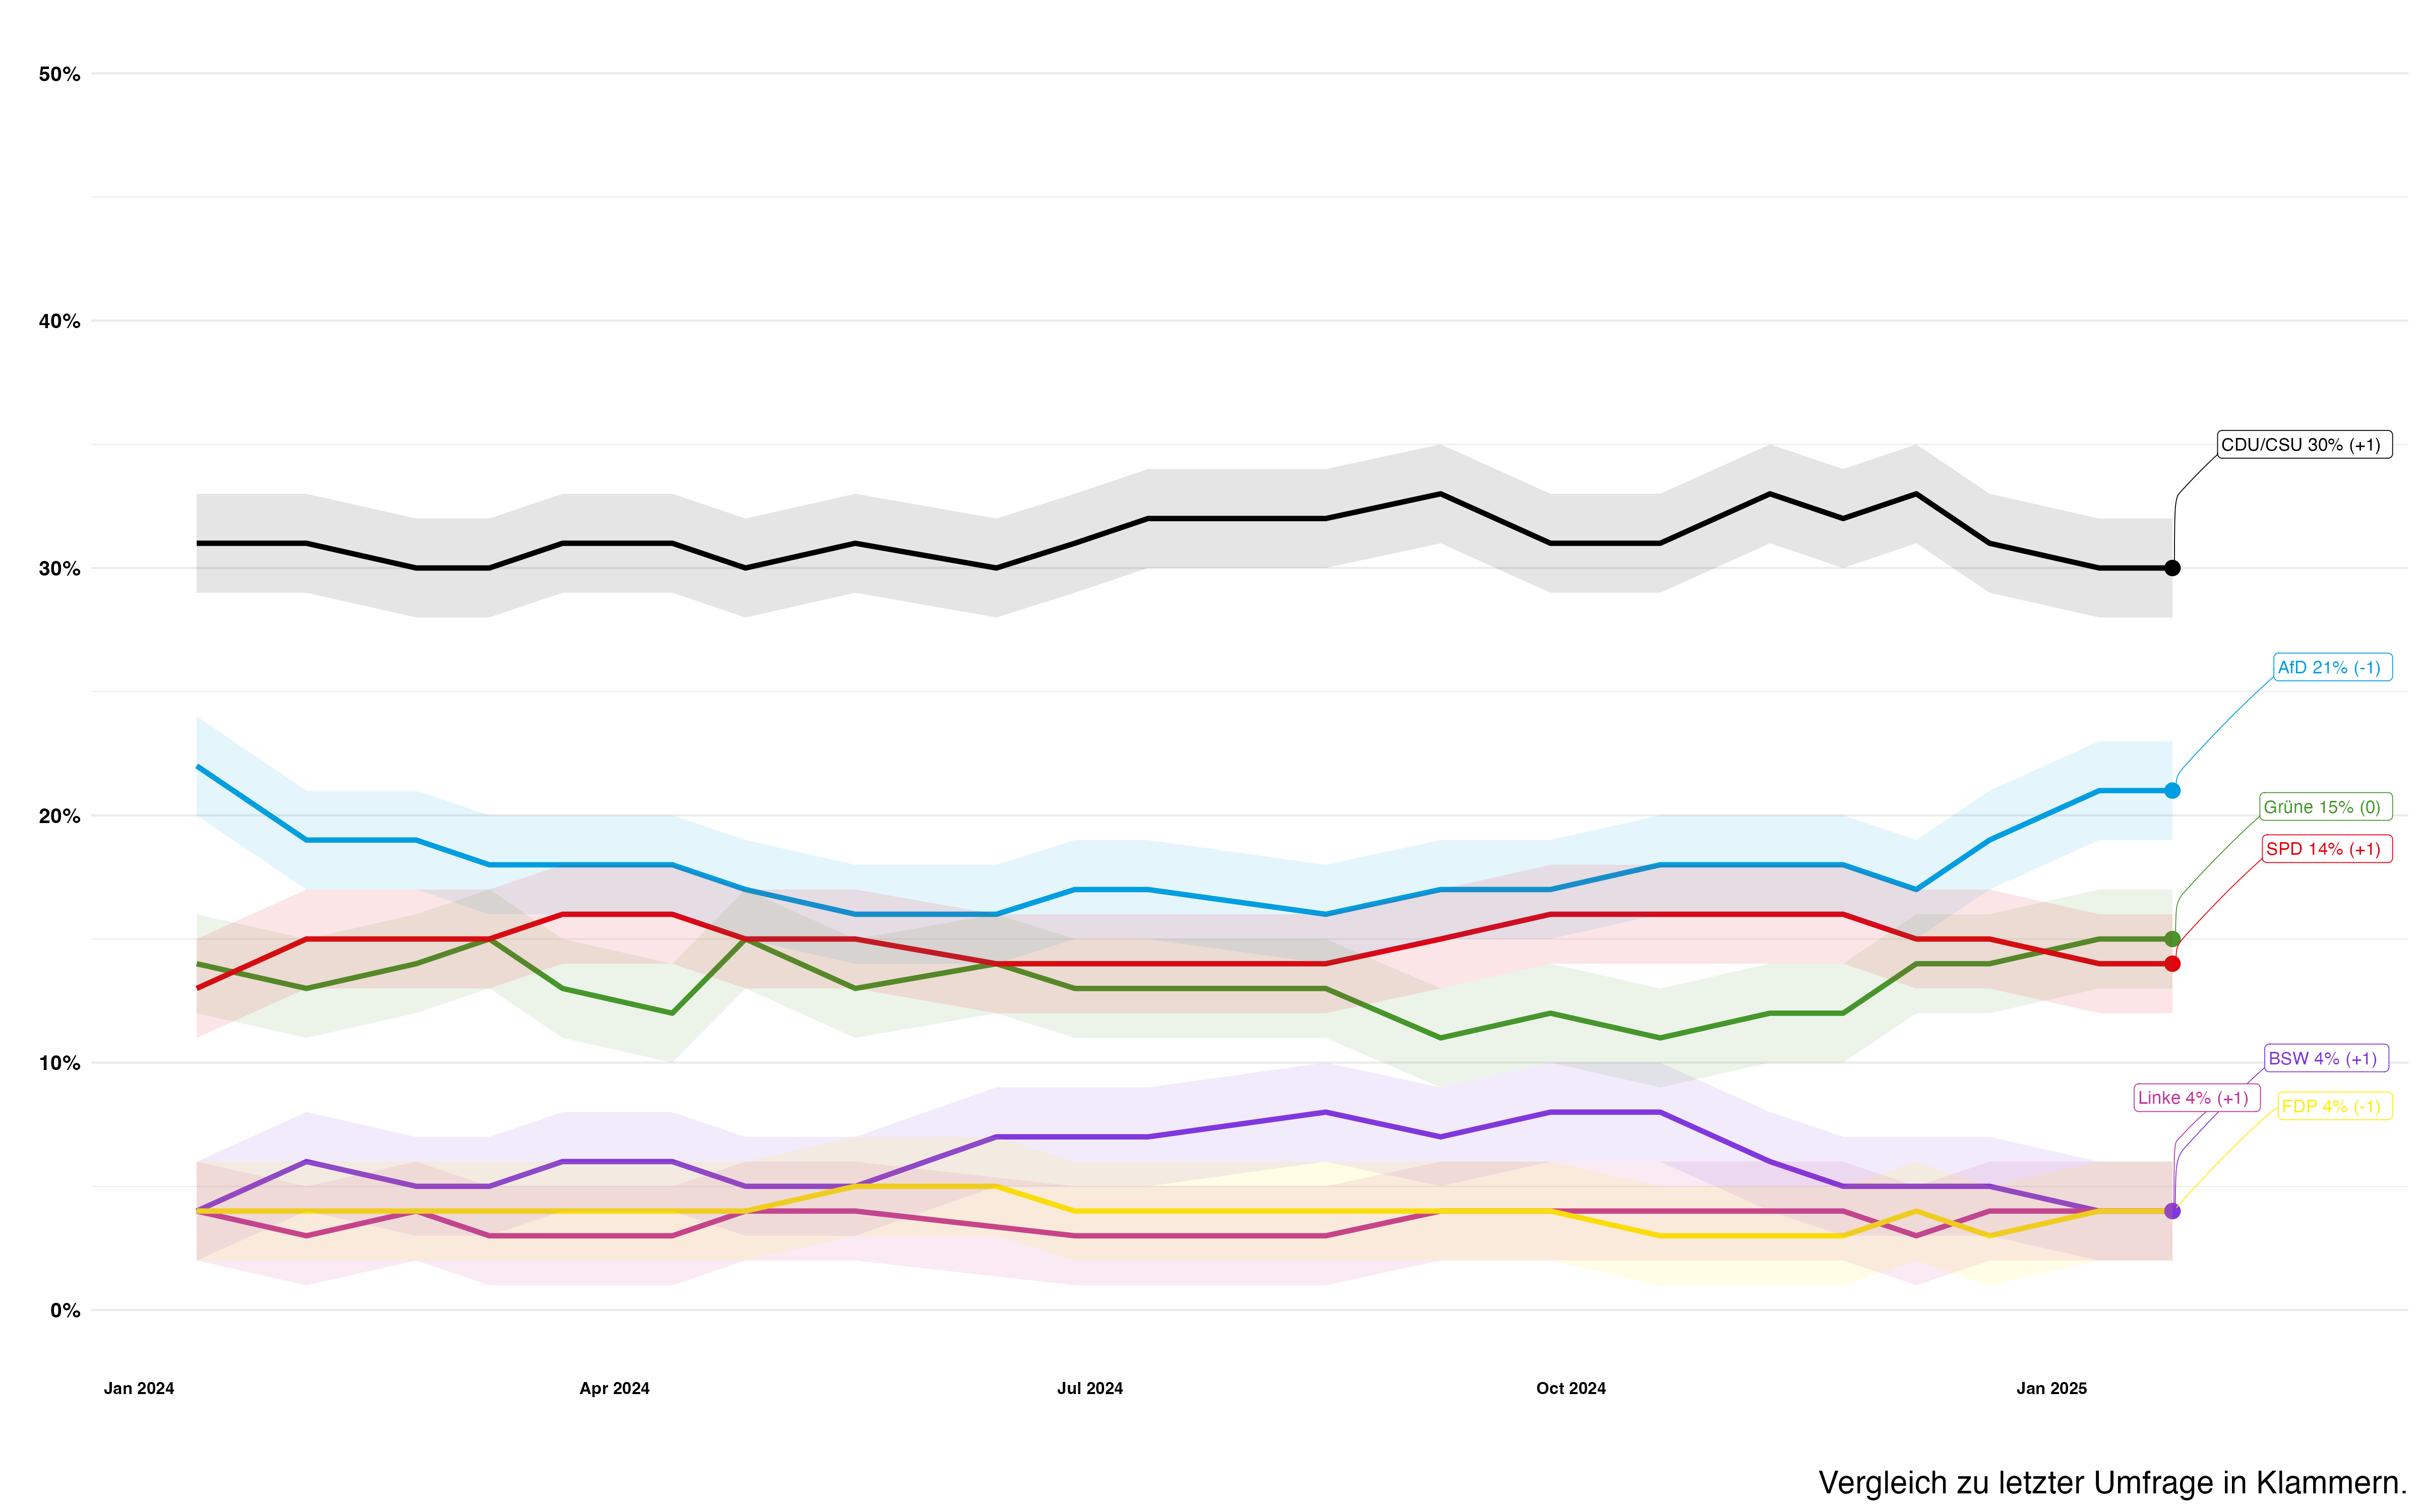 50%
40%
30%
20%
10%
0%
CDU/CSU 30% (+1)
AfD 21% (-1)
Grüne 15% (0)
SPD 14% (+1)
BSW 4% (+1)
Linke 4% (+1)
FDP 4% (-1)
Jan 2024
Apr 2024
Jul 2024
Oct 2024
Jan 2025
Vergleich zu letzter Umfrage in Klammern.